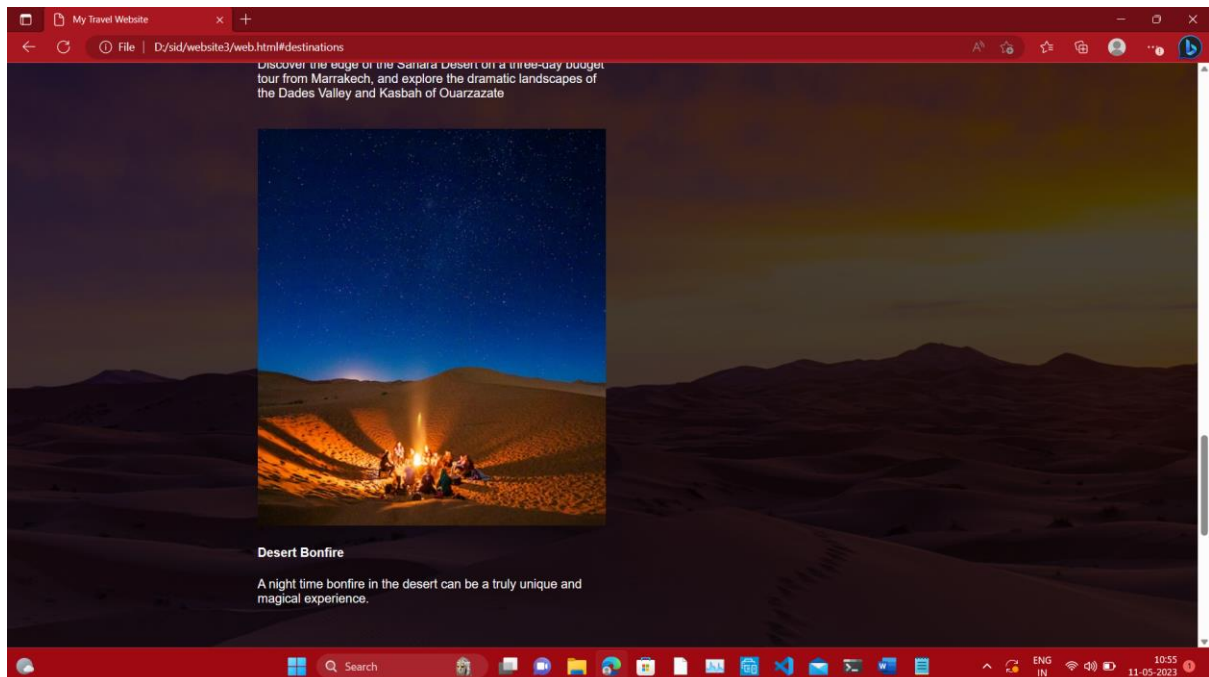 My Travel Website
File | D:/sid/website3/web.html#destinations
Discover the edge of the Sahara Desert on a three-day budget
tour from Marrakech, and explore the dramatic landscapes of
the Dades Valley and Kasbah of Ouarzazate
Desert Bonfire
A night time bonfire in the desert can be a truly unique and
magical experience.
Search
ENG
IN
10:55
11-05-2023